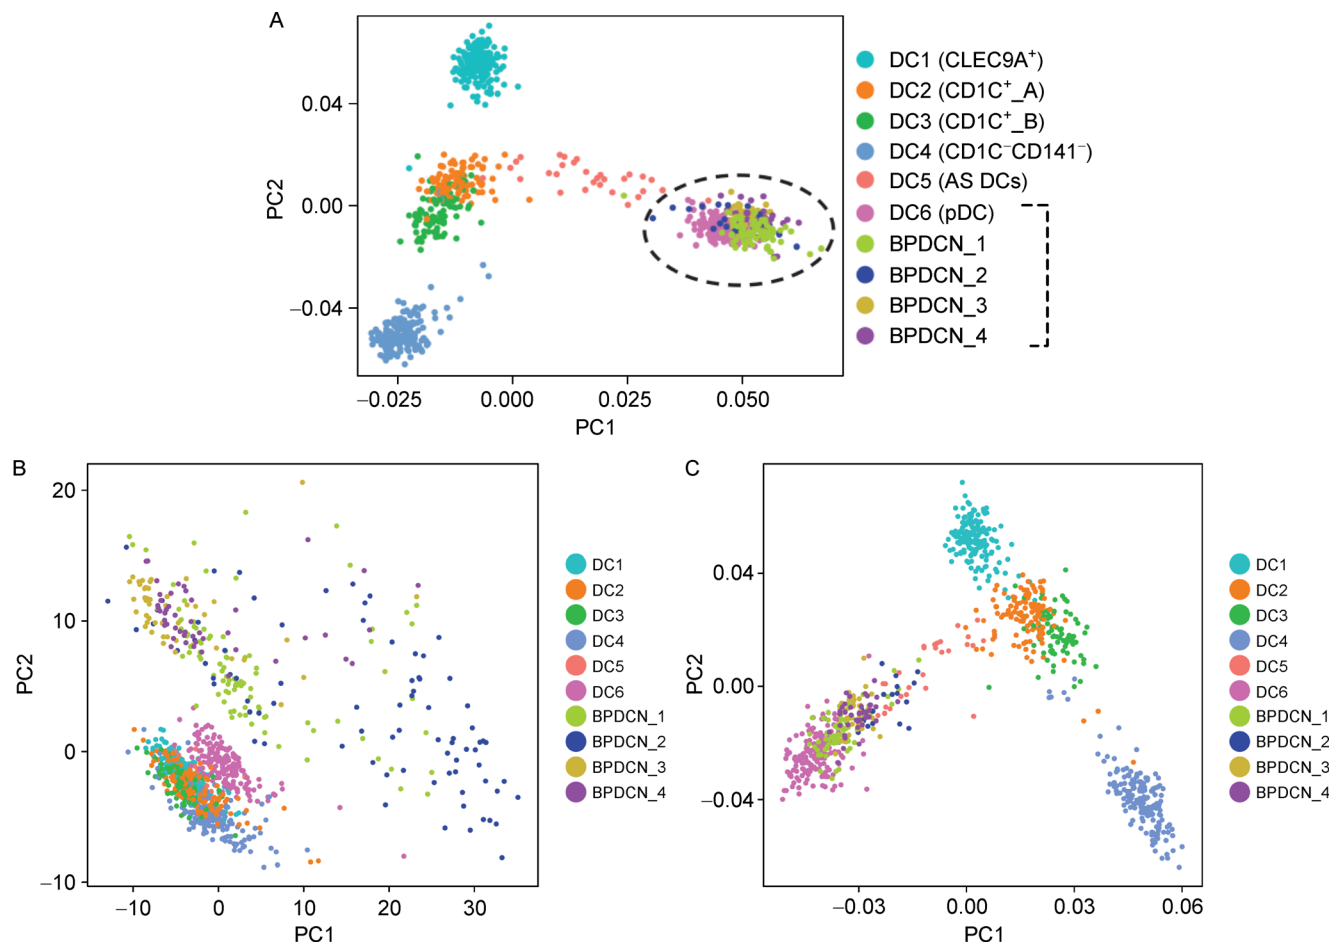 A
0.04
0.00
−0.04
PC2
−0.025
0.000
0.025
0.050
PC1
DC1 (CLEC9A⁺)
DC2 (CD1C⁺_A)
DC3 (CD1C⁺_B)
DC4 (CD1C⁻CD141⁻)
DC5 (AS DCs)
DC6 (pDC)
BPDCN_1
BPDCN_2
BPDCN_3
BPDCN_4
B
20
10
0
−10
PC2
−10
0
10
20
30
PC1
DC1
DC2
DC3
DC4
DC5
DC6
BPDCN_1
BPDCN_2
BPDCN_3
BPDCN_4
C
0.04
0.00
−0.04
PC2
−0.03
0.00
0.03
0.06
PC1
DC1
DC2
DC3
DC4
DC5
DC6
BPDCN_1
BPDCN_2
BPDCN_3
BPDCN_4